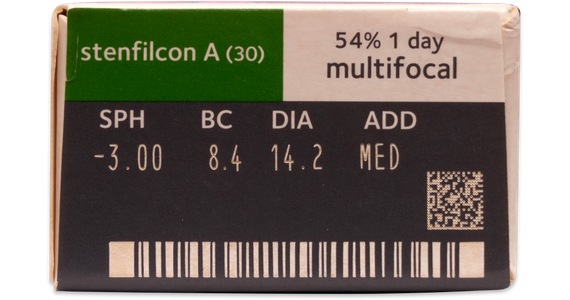 stenfilcon A (30)
54% 1 day
multifocal
SPH BC DIA ADD
-3.00 8.4 14.2 MED